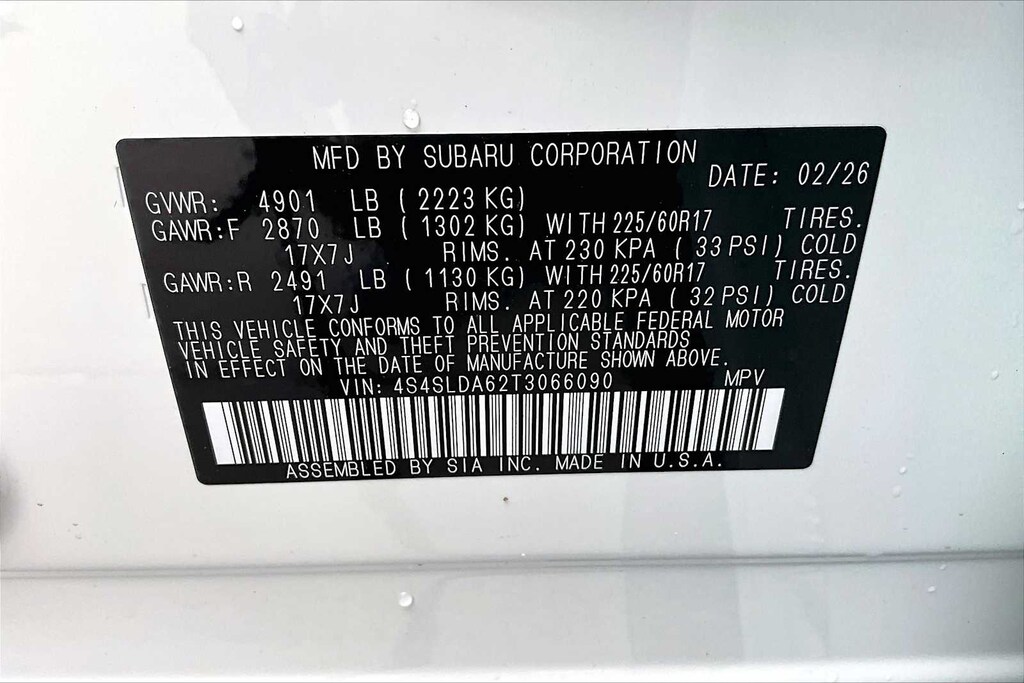 MFD BY SUBARU CORPORATION
DATE: 02/26
GVWR: 4901 LB ( 2223 KG)
GAWR:F 2870 LB ( 1302 KG) WITH 225/60R17 TIRES.
17X7J RIMS. AT 230 KPA ( 33 PSI) COLD
GAWR:R 2491 LB ( 1130 KG) WITH 225/60R17 TIRES.
17X7J RIMS. AT 220 KPA ( 32 PSI) COLD
THIS VEHICLE CONFORMS TO ALL APPLICABLE FEDERAL MOTOR
VEHICLE SAFETY AND THEFT PREVENTION STANDARDS
IN EFFECT ON THE DATE OF MANUFACTURE SHOWN ABOVE.
VIN: 4S4SLDA62T3066090 MPV
ASSEMBLED BY SIA INC. MADE IN U.S.A.